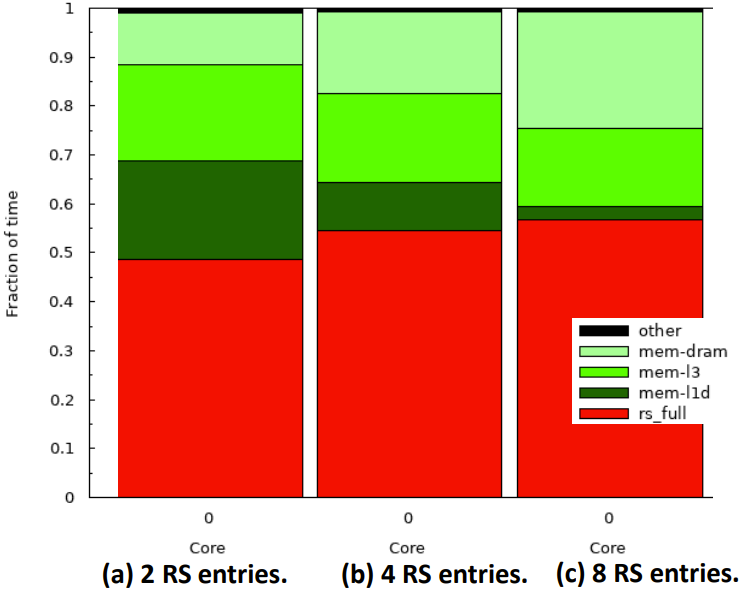 1
0.9
0.8
0.7
0.6
0.5
0.4
0.3
0.2
0.1
0
Fraction of time
other
mem-dram
mem-l3
mem-l1d
rs_full
0 0 0
Core Core Core
(a) 2 RS entries. (b) 4 RS entries. (c) 8 RS entries.